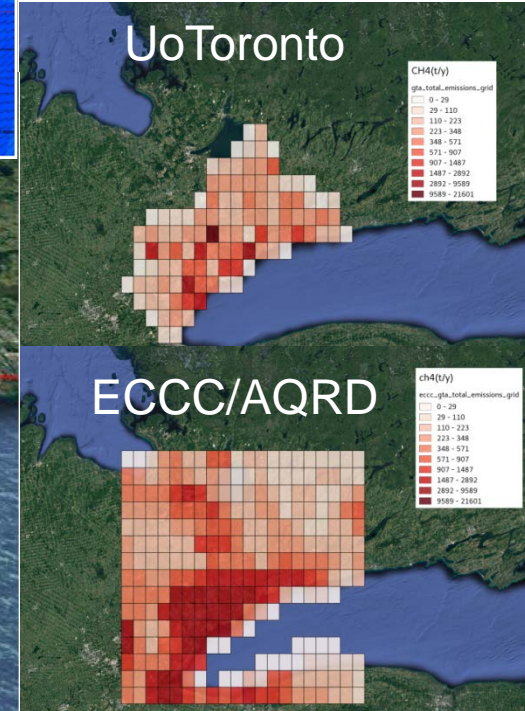 UoToronto
CH4(t/y)
gta_total_emissions_grid
0 - 29
29 - 110
110 - 223
223 - 348
348 - 571
571 - 907
907 - 1487
1487 - 2892
2892 - 9589
9589 - 21601
ECCC/AQRD
ch4(t/y)
eccc_gta_total_emissions_grid
0 - 29
29 - 110
110 - 223
223 - 348
348 - 571
571 - 907
907 - 1487
1487 - 2892
2892 - 9589
9589 - 21601